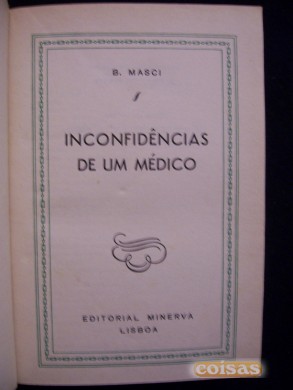 B. MASCI
INCONFIDÊNCIAS
DE UM MÉDICO
EDITORIAL MINERVA
LISBOA
coisas